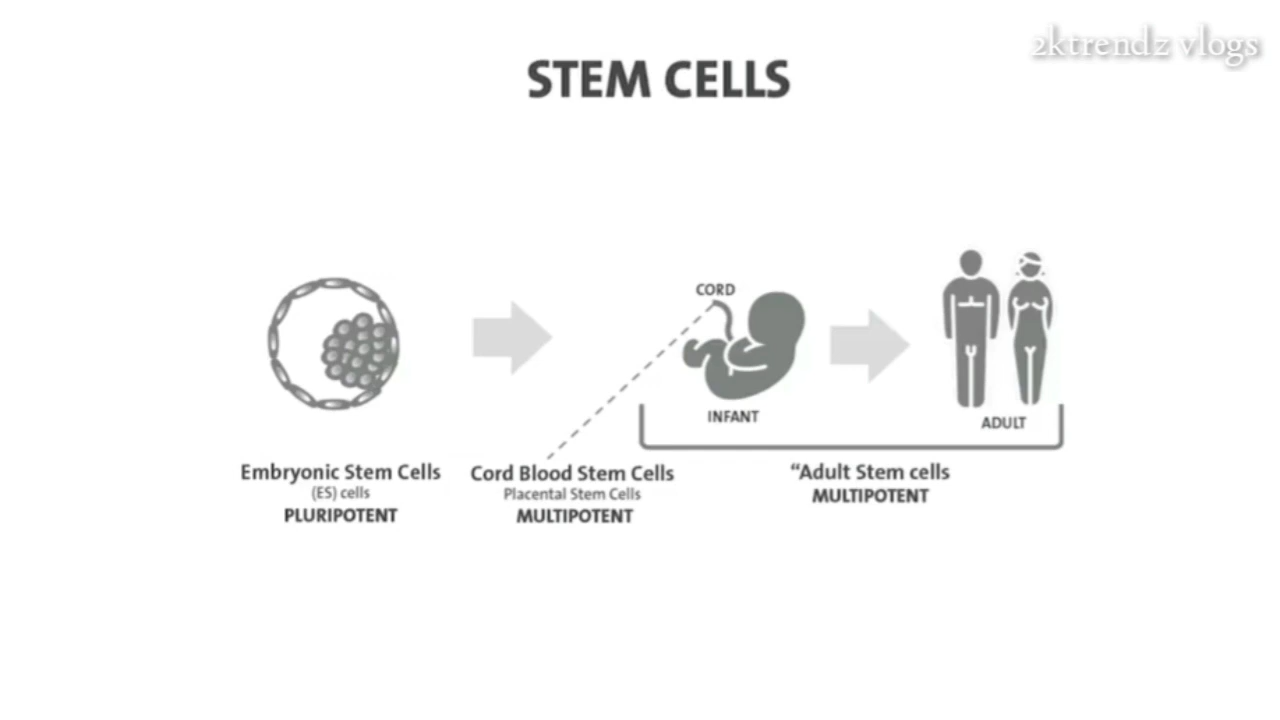 2ktrendz vlogs
STEM CELLS
CORD
INFANT
ADULT
Embryonic Stem Cells
(ES) cells
PLURIPOTENT
Cord Blood Stem Cells
Placental Stem Cells
MULTIPOTENT
“Adult Stem cells
MULTIPOTENT